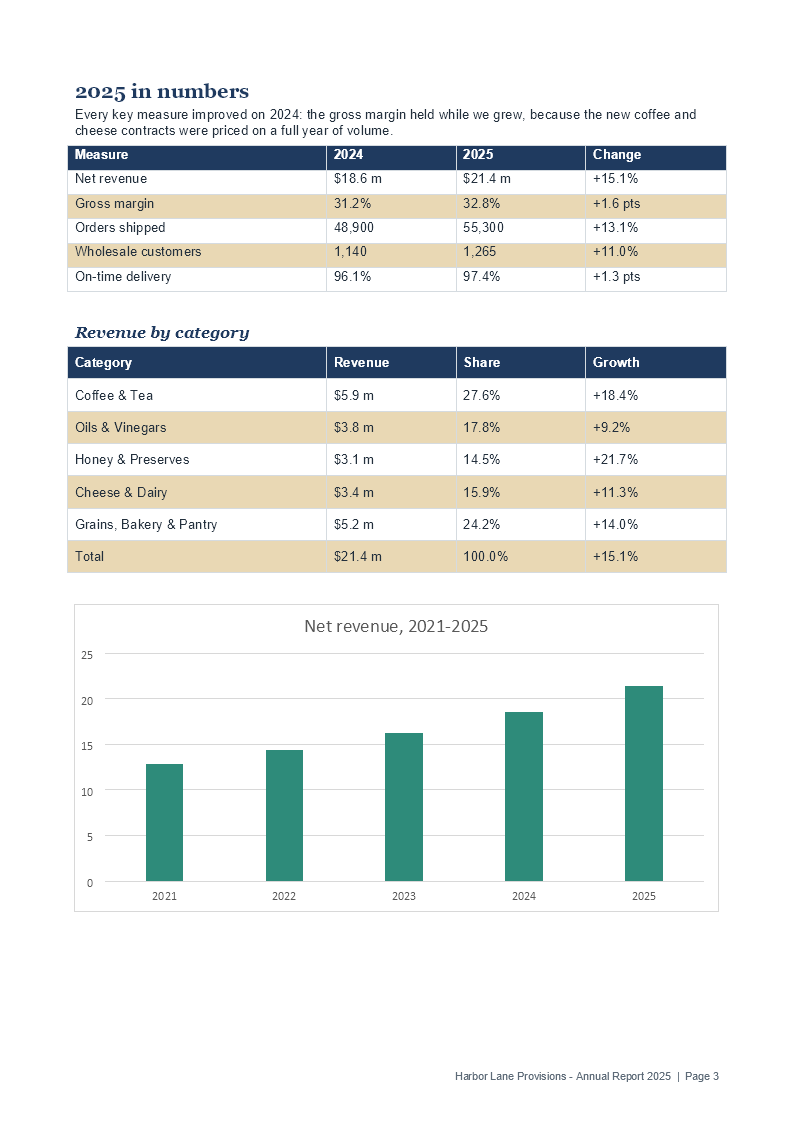 2025 in numbers
Every key measure improved on 2024: the gross margin held while we grew, because the new coffee and
cheese contracts were priced on a full year of volume.
Measure 2024 2025 Change
Net revenue $18.6 m $21.4 m +15.1%
Gross margin 31.2% 32.8% +1.6 pts
Orders shipped 48,900 55,300 +13.1%
Wholesale customers 1,140 1,265 +11.0%
On-time delivery 96.1% 97.4% +1.3 pts
Revenue by category
Category Revenue Share Growth
Coffee & Tea $5.9 m 27.6% +18.4%
Oils & Vinegars $3.8 m 17.8% +9.2%
Honey & Preserves $3.1 m 14.5% +21.7%
Cheese & Dairy $3.4 m 15.9% +11.3%
Grains, Bakery & Pantry $5.2 m 24.2% +14.0%
Total $21.4 m 100.0% +15.1%
Net revenue, 2021-2025
25
20
15
10
5
0
2021 2022 2023 2024 2025
Harbor Lane Provisions - Annual Report 2025 | Page 3